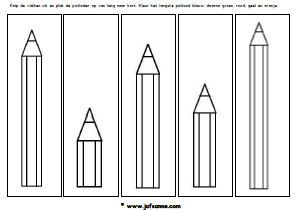 Knip de vakken uit en plak de potloden op van lang naar kort. Kleur het langste potlood blauw, daarna groen, rood, geel en oranje.
www.jufsanne.com